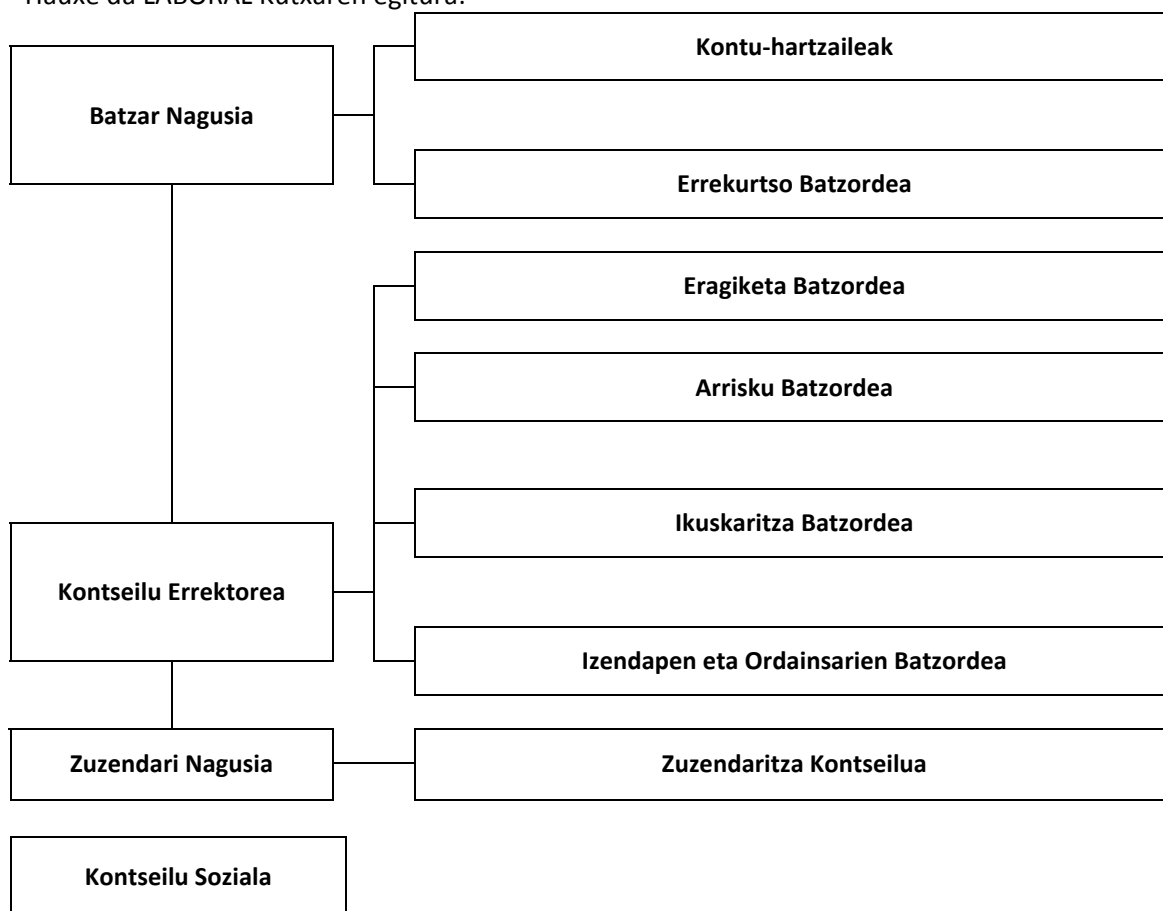 Hauxe da LABORAL Kutxaren egitura:
Kontu-hartzaileak
Batzar Nagusia
Errekurtso Batzordea
Eragiketa Batzordea
Arrisku Batzordea
Ikuskaritza Batzordea
Kontseilu Errektorea
Izendapen eta Ordainsarien Batzordea
Zuzendari Nagusia
Zuzendaritza Kontseilua
Kontseilu Soziala